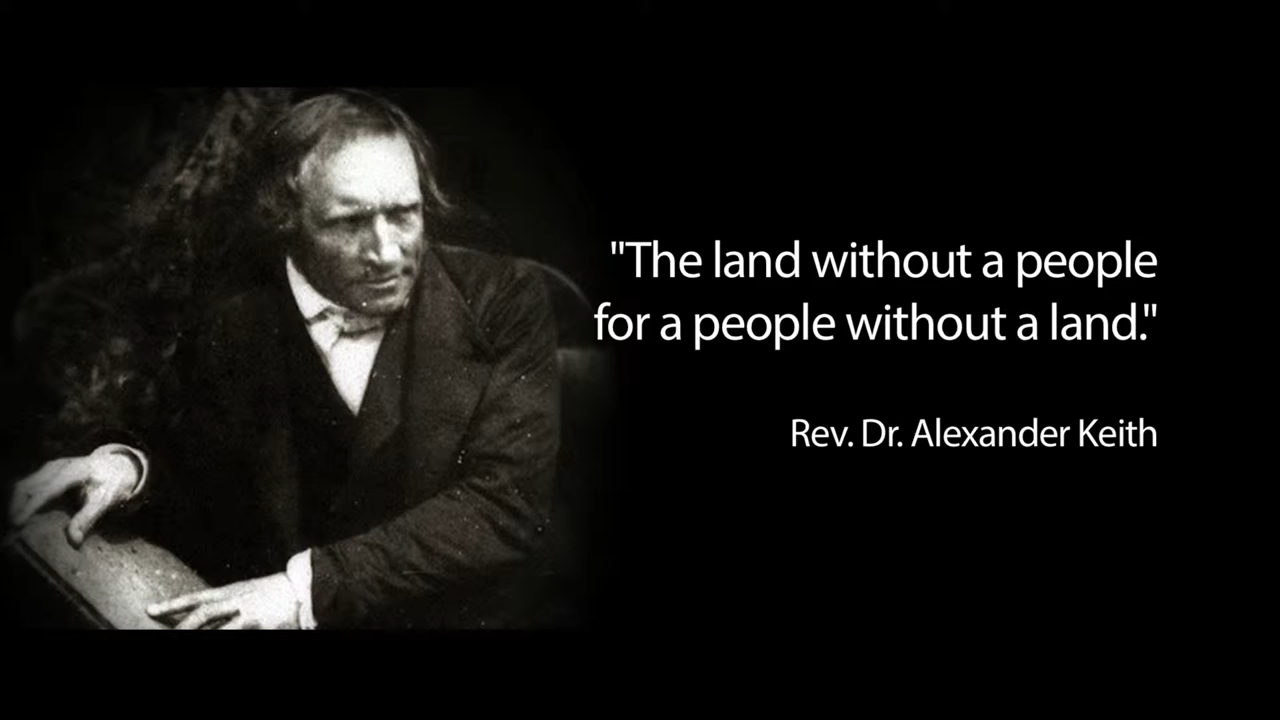 "The land without a people
for a people without a land."
Rev. Dr. Alexander Keith